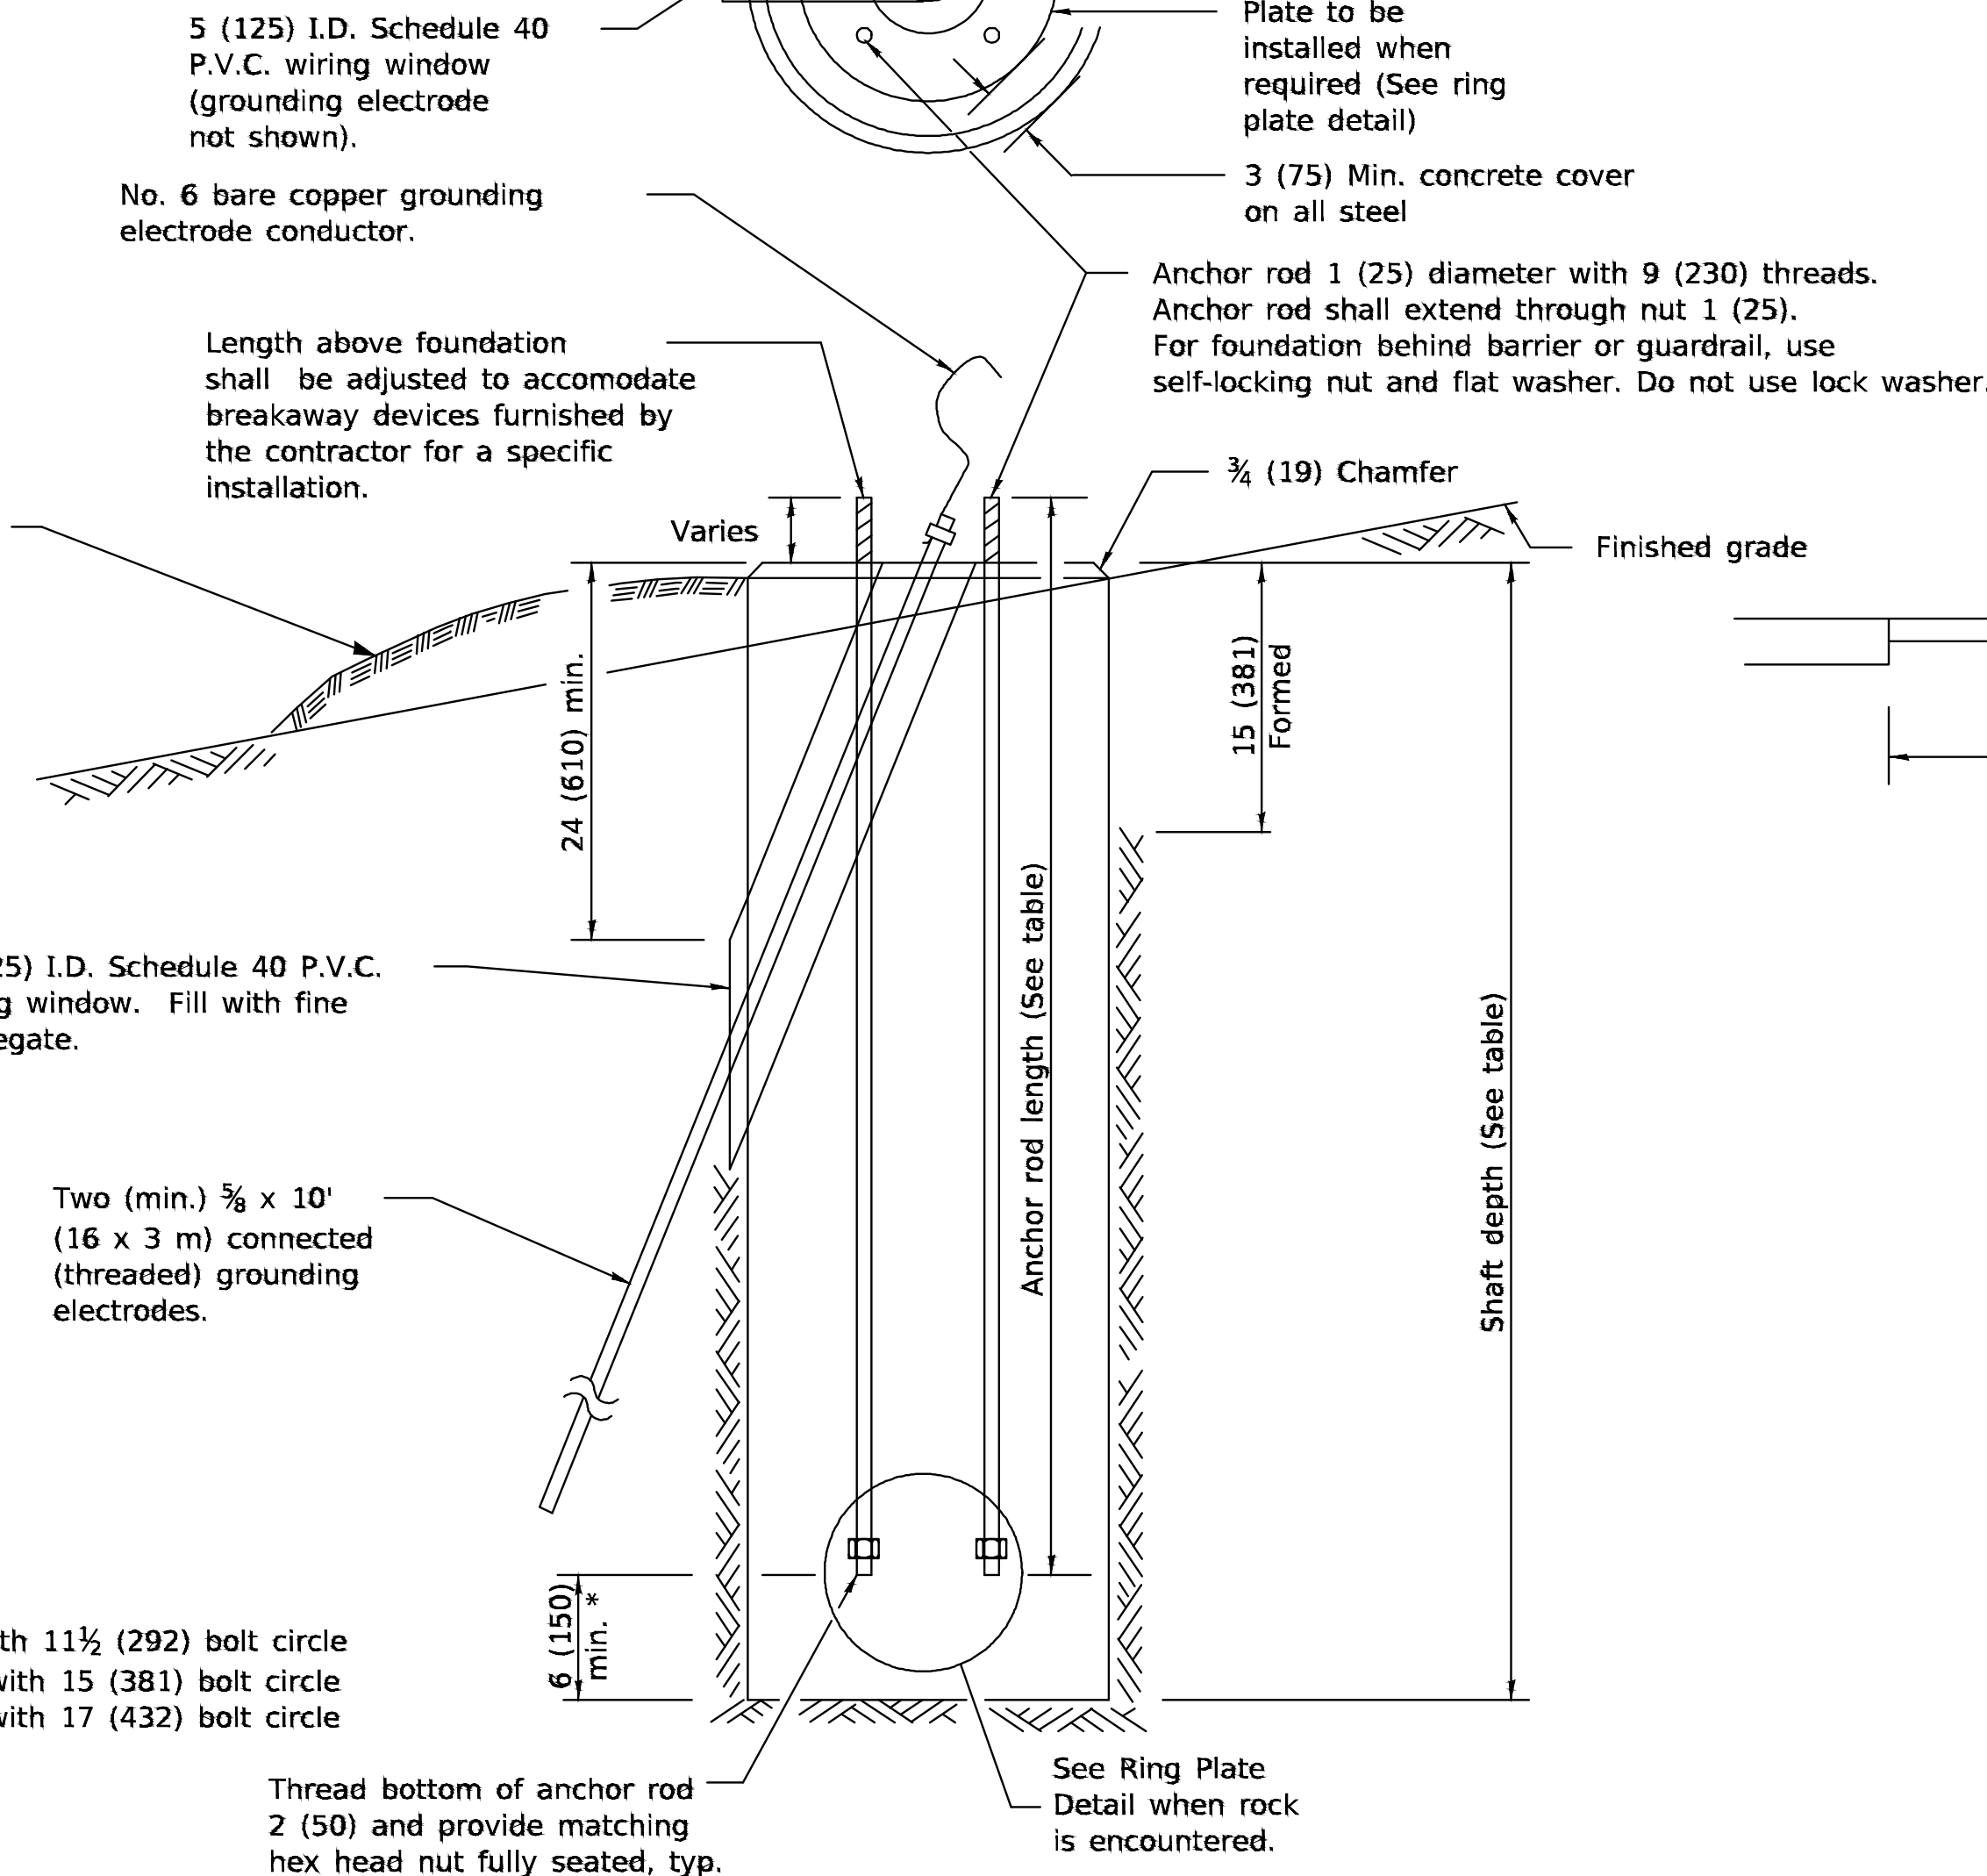 5 (125) I.D. Schedule 40
P.V.C. wiring window
(grounding electrode
not shown).
Plate to be
installed when
required (See ring
plate detail)
3 (75) Min. concrete cover
on all steel
No. 6 bare copper grounding
electrode conductor.
Anchor rod 1 (25) diameter with 9 (230) threads.
Anchor rod shall extend through nut 1 (25).
For foundation behind barrier or guardrail, use
self-locking nut and flat washer. Do not use lock washer.
Length above foundation
shall be adjusted to accomodate
breakaway devices furnished by
the contractor for a specific
installation.
¾ (19) Chamfer
Varies
Finished grade
24 (610) min.
15 (381)
Formed
Anchor rod length (See table)
Shaft depth (See table)
I.D. Schedule 40 P.V.C.
window. Fill with fine
Two (min.) ⅝ x 10'
(16 x 3 m) connected
(threaded) grounding
electrodes.
6 (150)
min. *
11½ (292) bolt circle
with 15 (381) bolt circle
with 17 (432) bolt circle
Thread bottom of anchor rod
2 (50) and provide matching
hex head nut fully seated, typ.
See Ring Plate
Detail when rock
is encountered.